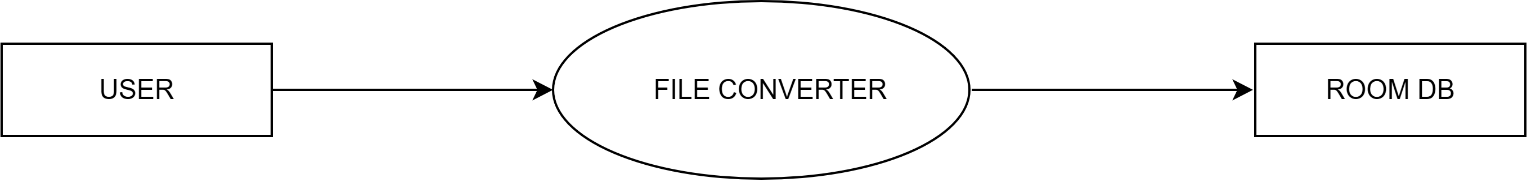 USER
FILE CONVERTER
ROOM DB